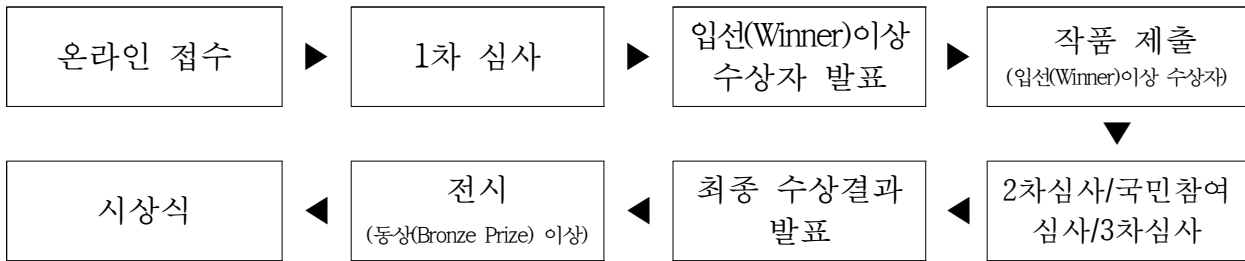 온라인 접수
▶
1차 심사
▶
입선(Winner)이상
수상자 발표
▶
작품 제출
(입선(Winner)이상 수상자)
▼
2차심사/국민참여
심사/3차심사
◀
최종 수상결과
발표
◀
전시
(동상(Bronze Prize) 이상)
◀
시상식